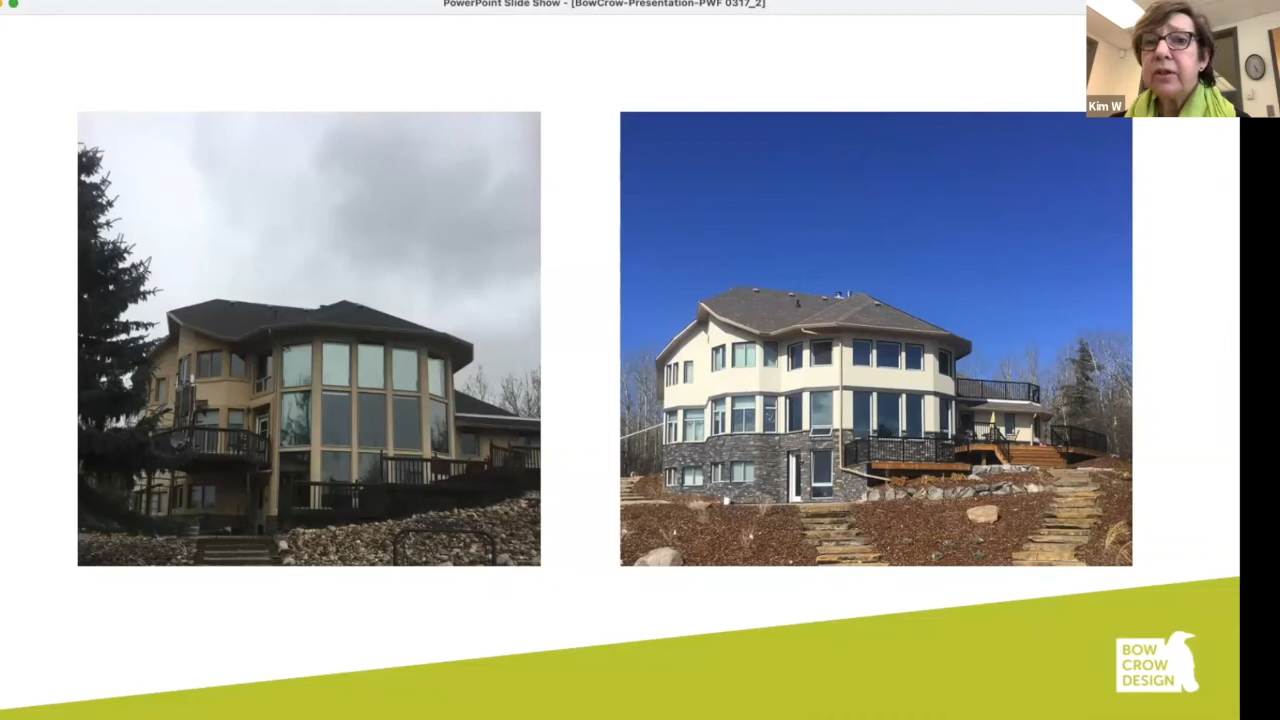 PowerPoint Slide Show - [BowCrow-Presentation-PWF 0317_2]
Kim W
BOW
CROW
DESIGN